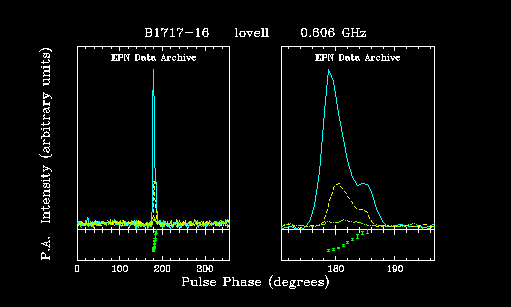 B1717-16 lovell 0.606 GHz
EPN Data Archive EPN Data Archive
P.A. Intensity (arbitrary units)
0 100 200 300 180 190
Pulse Phase (degrees)